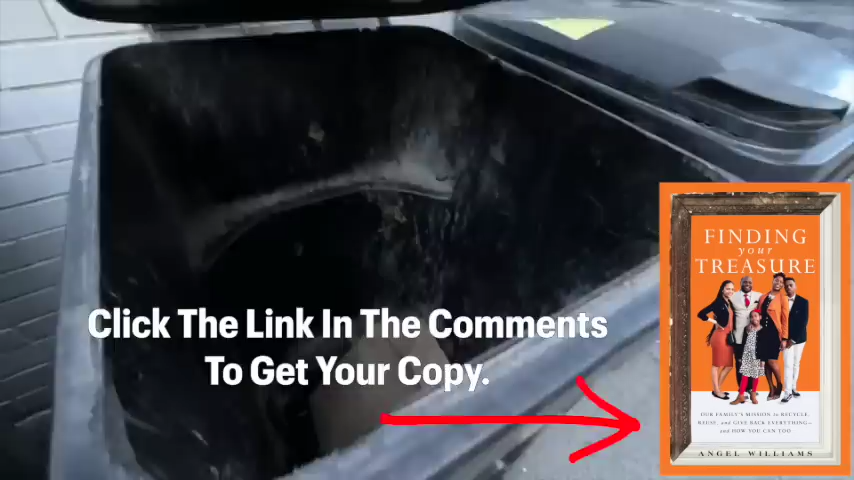 Click The Link In The Comments
To Get Your Copy.
FINDING
your
TREASURE
OUR FAMILY'S MISSION to RECYCLE,
REUSE, and GIVE BACK EVERYTHING—
and HOW YOU CAN TOO
ANGEL WILLIAMS